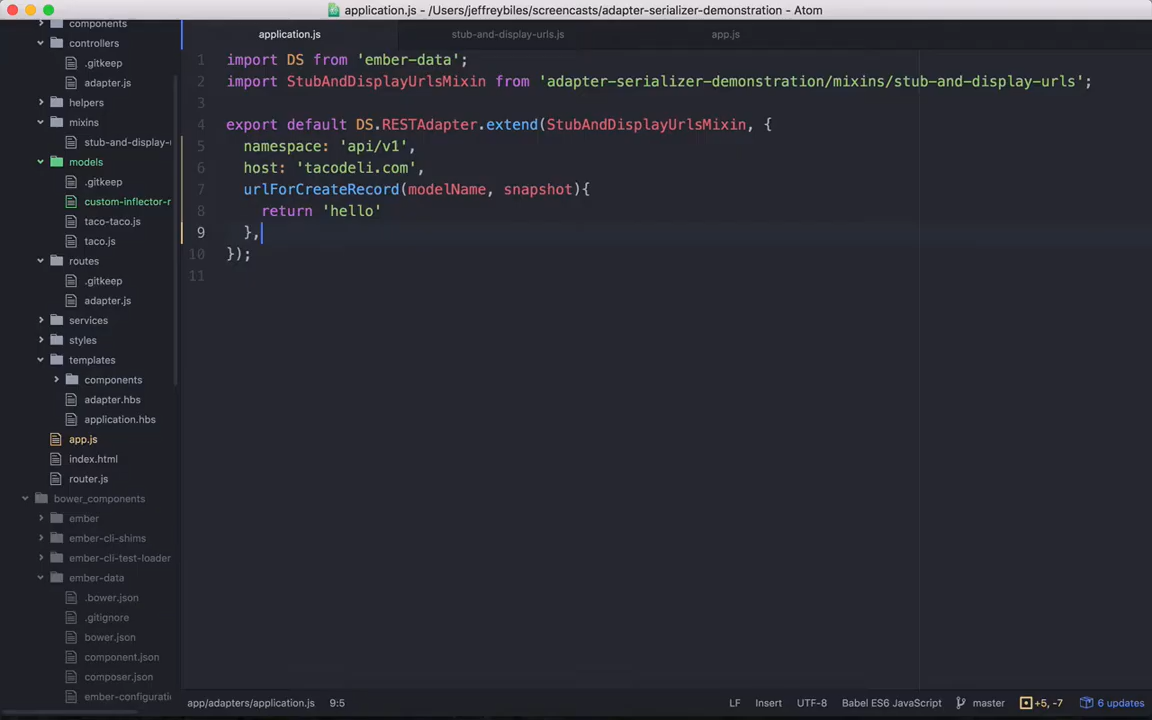 application.js - /Users/jeffreybiles/screencasts/adapter-serializer-demonstration - Atom
components
controllers
.gitkeep
adapter.js
helpers
mixins
stub-and-display-u
models
.gitkeep
custom-inflector-r
taco-taco.js
taco.js
routes
.gitkeep
adapter.js
services
styles
templates
components
adapter.hbs
application.hbs
app.js
index.html
router.js
bower_components
ember
ember-cli-shims
ember-cli-test-loader
ember-data
.bower.json
.gitignore
bower.json
component.json
composer.json
ember-configuratio
application.js
stub-and-display-urls.js
app.js
1 import DS from 'ember-data';
2 import StubAndDisplayUrlsMixin from 'adapter-serializer-demonstration/mixins/stub-and-display-urls';
3
4 export default DS.RESTAdapter.extend(StubAndDisplayUrlsMixin, {
5 namespace: 'api/v1',
6 host: 'tacodeli.com',
7 urlForCreateRecord(modelName, snapshot){
8 return 'hello'
9 },
10 });
11
app/adapters/application.js 9:5 LF Insert UTF-8 Babel ES6 JavaScript master +5, -7 6 updates